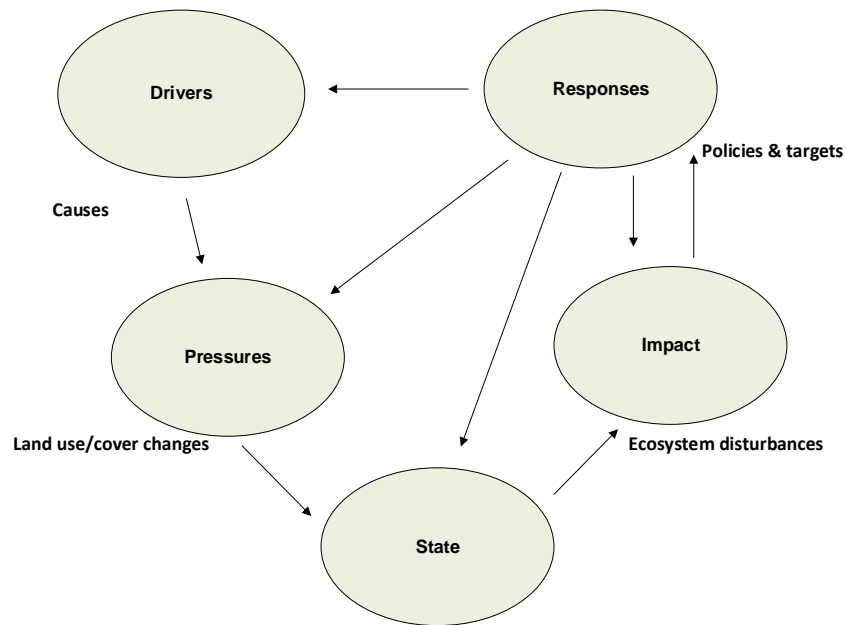 Drivers
Responses
Policies & targets
Causes
Pressures
Impact
Land use/cover changes
Ecosystem disturbances
State